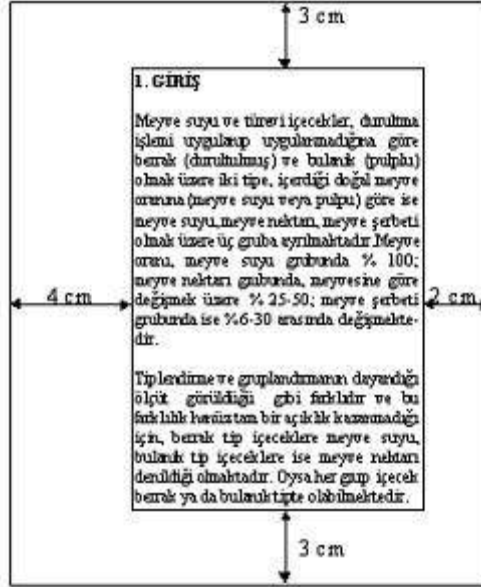 3 cm
1. GİRİŞ
Meyve suyu ve türevi içecekler, durultma
işlemi uygulanıp uygulanmadığına göre
berrak (durultulmuş) ve bulanık (pulplu)
olmak üzere iki tipe, içerdiği doğal meyve
oranına (meyve suyu veya pulpu) göre ise
meyve suyu, meyve nektarı, meyve şerbeti
olmak üzere üç gruba ayrılmaktadır. Meyve
oranı, meyve suyu grubunda % 100;
meyve nektarı grubunda, meyvesine göre
değişmek üzere % 25-50; meyve şerbeti
grubunda ise %6-30 arasında değişmekte-
dir.
4 cm
2 cm
Tiplendirme ve gruplandırmanın dayandığı
ölçüt görüldüğü gibi farklıdır ve bu
farklılık henüz tam bir açıklık kazanmadığı
için, berrak tip içeceklere meyve suyu,
bulanık tip içeceklere ise meyve nektarı
denildiği olmaktadır. Oysa her grup içecek
berrak ya da bulanık tipte olabilmektedir.
3 cm